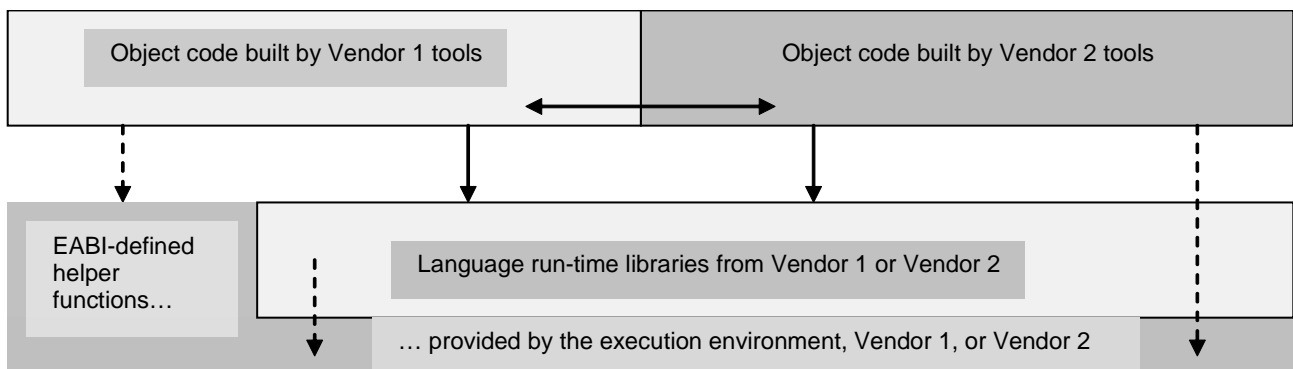 Object code built by Vendor 1 tools
Object code built by Vendor 2 tools
EABI-defined
helper
functions…
Language run-time libraries from Vendor 1 or Vendor 2
… provided by the execution environment, Vendor 1, or Vendor 2